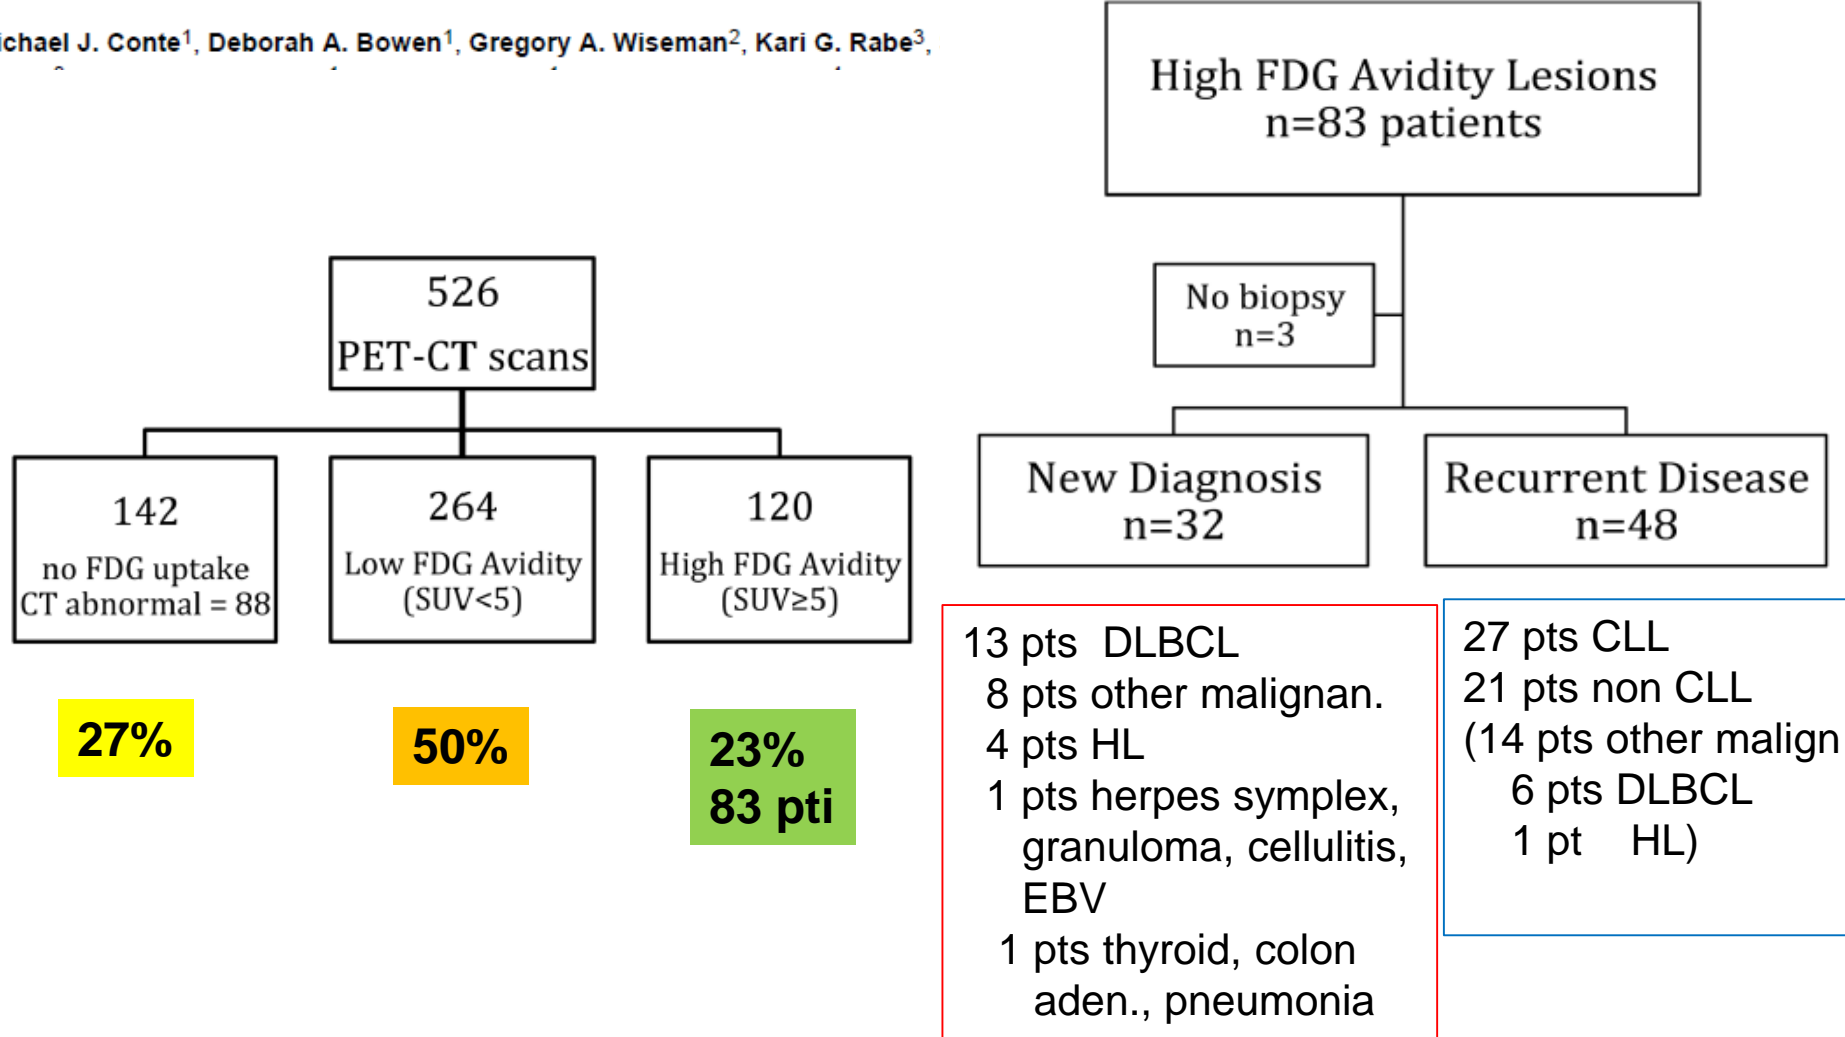 ichael J. Conte1, Deborah A. Bowen1, Gregory A. Wiseman2, Kari G. Rabe3,
526
PET-CT scans
142
no FDG uptake
CT abnormal = 88
264
Low FDG Avidity
(SUV<5)
120
High FDG Avidity
(SUV≥5)
27%
50%
23%
83 pti
High FDG Avidity Lesions
n=83 patients
No biopsy
n=3
New Diagnosis
n=32
Recurrent Disease
n=48
13 pts DLBCL
8 pts other malignan.
4 pts HL
1 pts herpes symplex,
granuloma, cellulitis,
EBV
1 pts thyroid, colon
aden., pneumonia
27 pts CLL
21 pts non CLL
(14 pts other malign
6 pts DLBCL
1 pt HL)